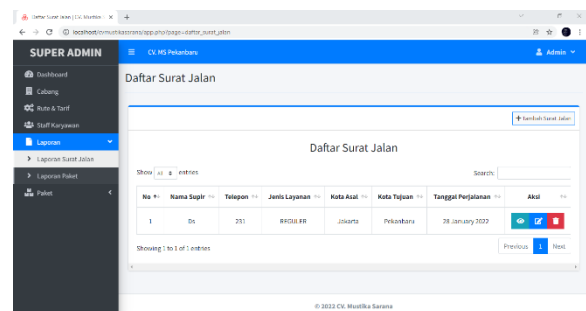 Daftar Surat Jalan | CV. Mustika
localhost/cvmustikasarana/app.php?page=daftar_surat_jalan
SUPER ADMIN
CV. MS Pekanbaru
Admin
Dashboard
Cabang
Rute & Tarif
Staff Karyawan
Laporan
Laporan Surat Jalan
Laporan Paket
Paket
Daftar Surat Jalan
+ Tambah Surat Jalan
Daftar Surat Jalan
Show All entries
Search:
No Nama Supir Telepon Jenis Layanan Kota Asal Kota Tujuan Tanggal Perjalanan Aksi
1 Ds 231 REGULER Jakarta Pekanbaru 28 January 2022
Showing 1 to 1 of 1 entries
Previous 1 Next
© 2022 CV. Mustika Sarana